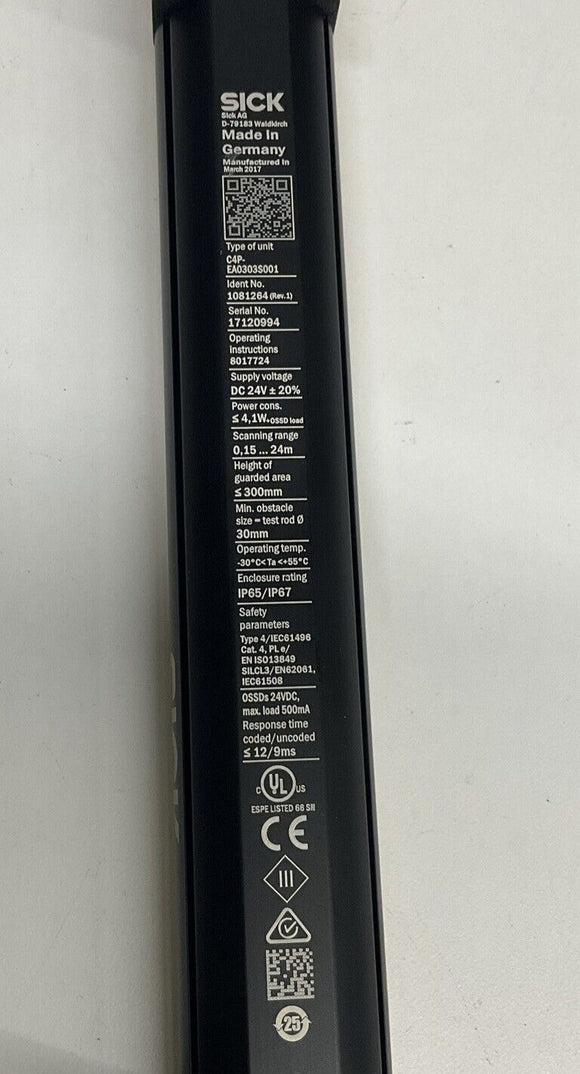 SICK
Sick AG
D-79183 Waldkirch
Made in
Germany
Manufactured in
March 2017
Type of unit
C4P-
EA0303S001
Ident No.
1081264 (Rev.1)
Serial No.
17120994
Operating
instructions
8017724
Supply voltage
DC 24V ± 20%
Power cons.
≤ 4,1W+OSSD load
Scanning range
0,15 ... 24m
Height of
guarded area
≤ 300mm
Min. obstacle
size = test rod Ø
30mm
Operating temp.
-30°C< Ta <+55°C
Enclosure rating
IP65/IP67
Safety
parameters
Type 4/IEC61496
Cat. 4, PL e/
EN ISO13849
SILCL3/EN62061,
IEC61508
OSSDs 24VDC,
max. load 500mA
Response time
coded/uncoded
≤ 12/9ms
C UL US
ESPE LISTED 66 SII
CE
III
25
SICK